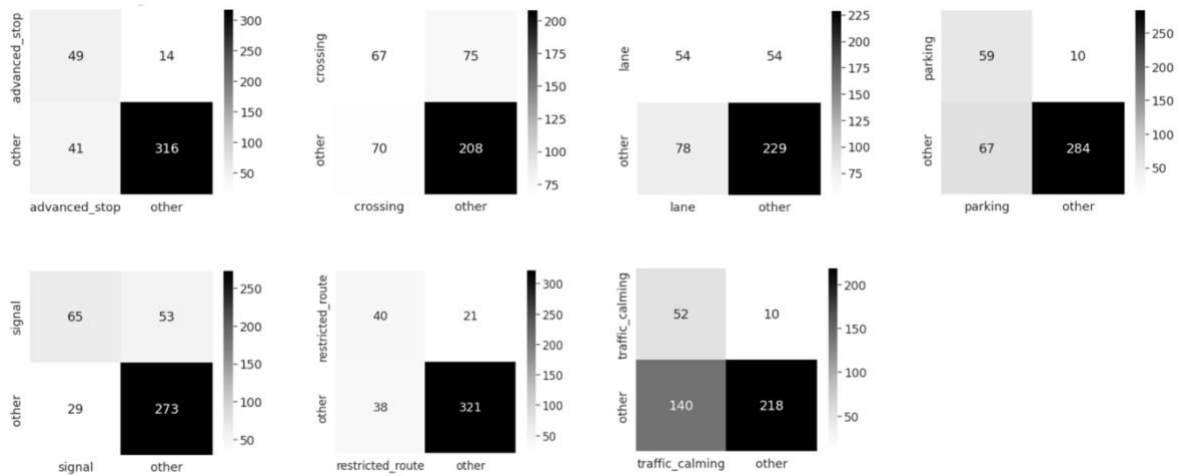 advanced_stop
49 14
other
41 316
advanced_stop other
300
250
200
150
100
50
crossing
67 75
other
70 208
crossing other
200
175
150
125
100
75
lane
54 54
other
78 229
lane other
225
200
175
150
125
100
75
parking
59 10
other
67 284
parking other
250
200
150
100
50
signal
65 53
other
29 273
signal other
250
200
150
100
50
restricted_route
40 21
other
38 321
restricted_route other
300
250
200
150
100
50
traffic_calming
52 10
other
140 218
traffic_calming other
200
150
100
50